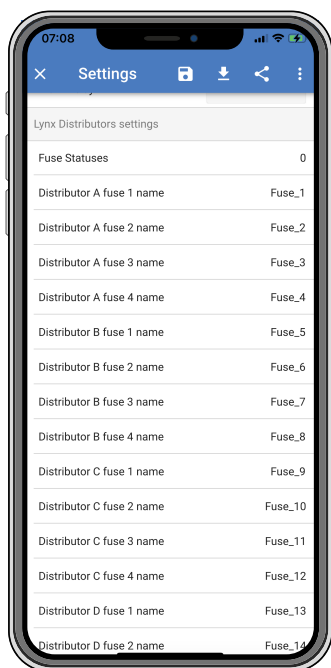 07:08
Settings
Lynx Distributors settings
Fuse Statuses 0
Distributor A fuse 1 name Fuse_1
Distributor A fuse 2 name Fuse_2
Distributor A fuse 3 name Fuse_3
Distributor A fuse 4 name Fuse_4
Distributor B fuse 1 name Fuse_5
Distributor B fuse 2 name Fuse_6
Distributor B fuse 3 name Fuse_7
Distributor B fuse 4 name Fuse_8
Distributor C fuse 1 name Fuse_9
Distributor C fuse 2 name Fuse_10
Distributor C fuse 3 name Fuse_11
Distributor C fuse 4 name Fuse_12
Distributor D fuse 1 name Fuse_13
Distributor D fuse 2 name Fuse_14